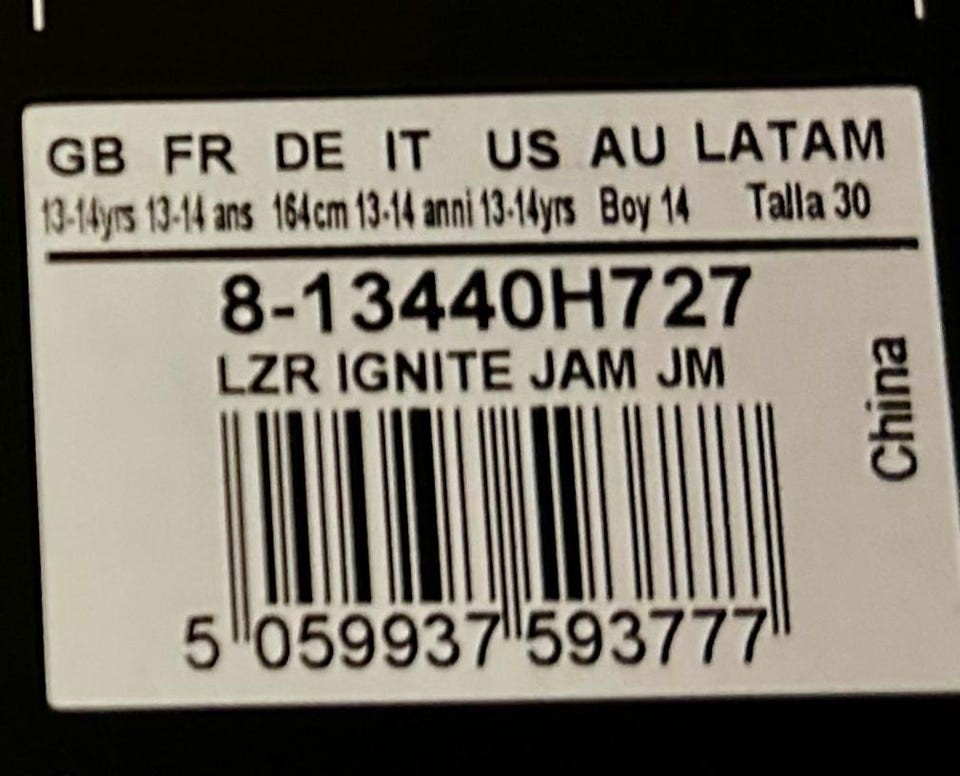 GB FR DE IT US AU LATAM
13-14yrs 13-14 ans 164cm 13-14 anni 13-14yrs Boy 14 Talla 30
8-13440H727
LZR IGNITE JAM JM
China
5 059937 593777